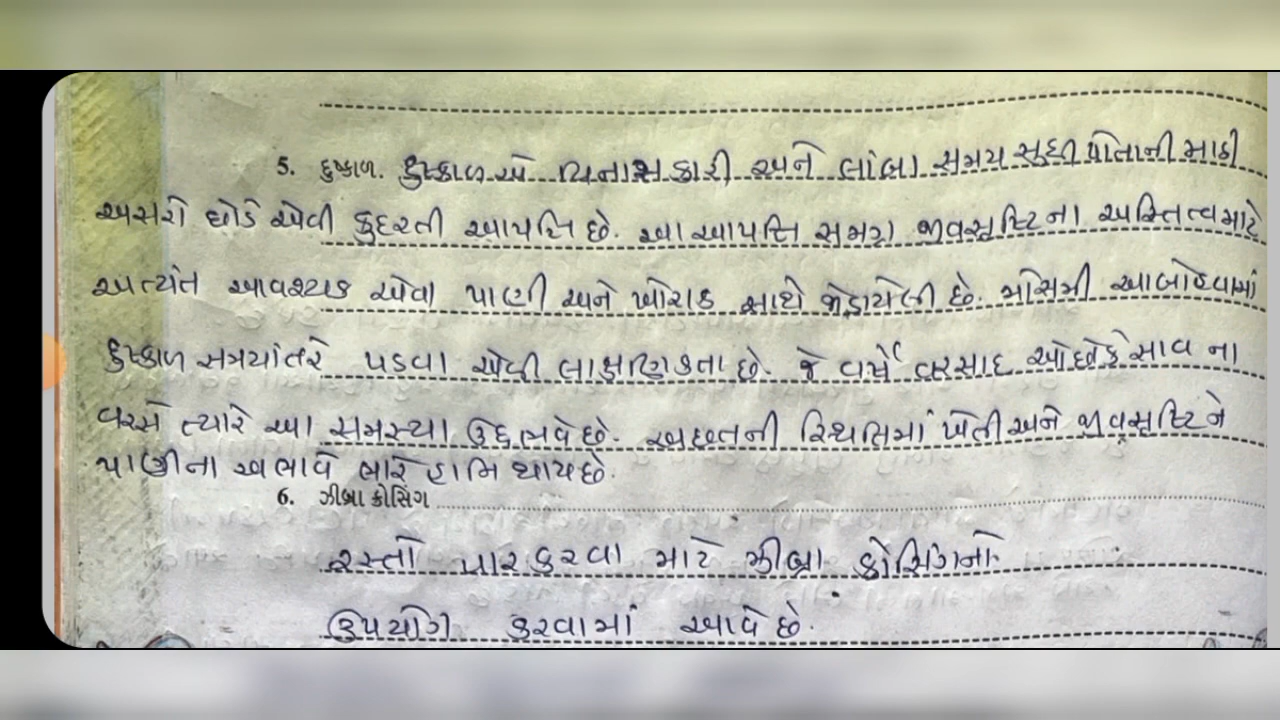 5. દુષ્કાળ. દુષ્કાળ એ વિનાશકારી અને લાંબા સમય સુધી પોતાની માઠી
અસરો છોડે એવી કુદરતી આપત્તિ છે. આ આપત્તિ સમગ્ર જીવસૃષ્ટિના અસ્તિત્વ માટે
અત્યંત આવશ્યક એવા પાણી અને ખોરાક સાથે જોડાયેલી છે. મોસમી આબોહવામાં
દુષ્કાળ સમયાંતરે પડવા એવી લાક્ષણિકતા છે. જે વર્ષે વરસાદ ઓછો કે સાવ ના
વરસે ત્યારે આ સમસ્યા ઉદ્દભવે છે. અછતની સ્થિતિમાં ખેતી અને જીવસૃષ્ટિને
પાણીના અભાવે ભારે હાનિ થાય છે.
6. ઝીબ્રા ક્રોસિંગ
રસ્તો પાર કરવા માટે ઝીબ્રા ક્રોસિંગનો
ઉપયોગ કરવામાં આવે છે.